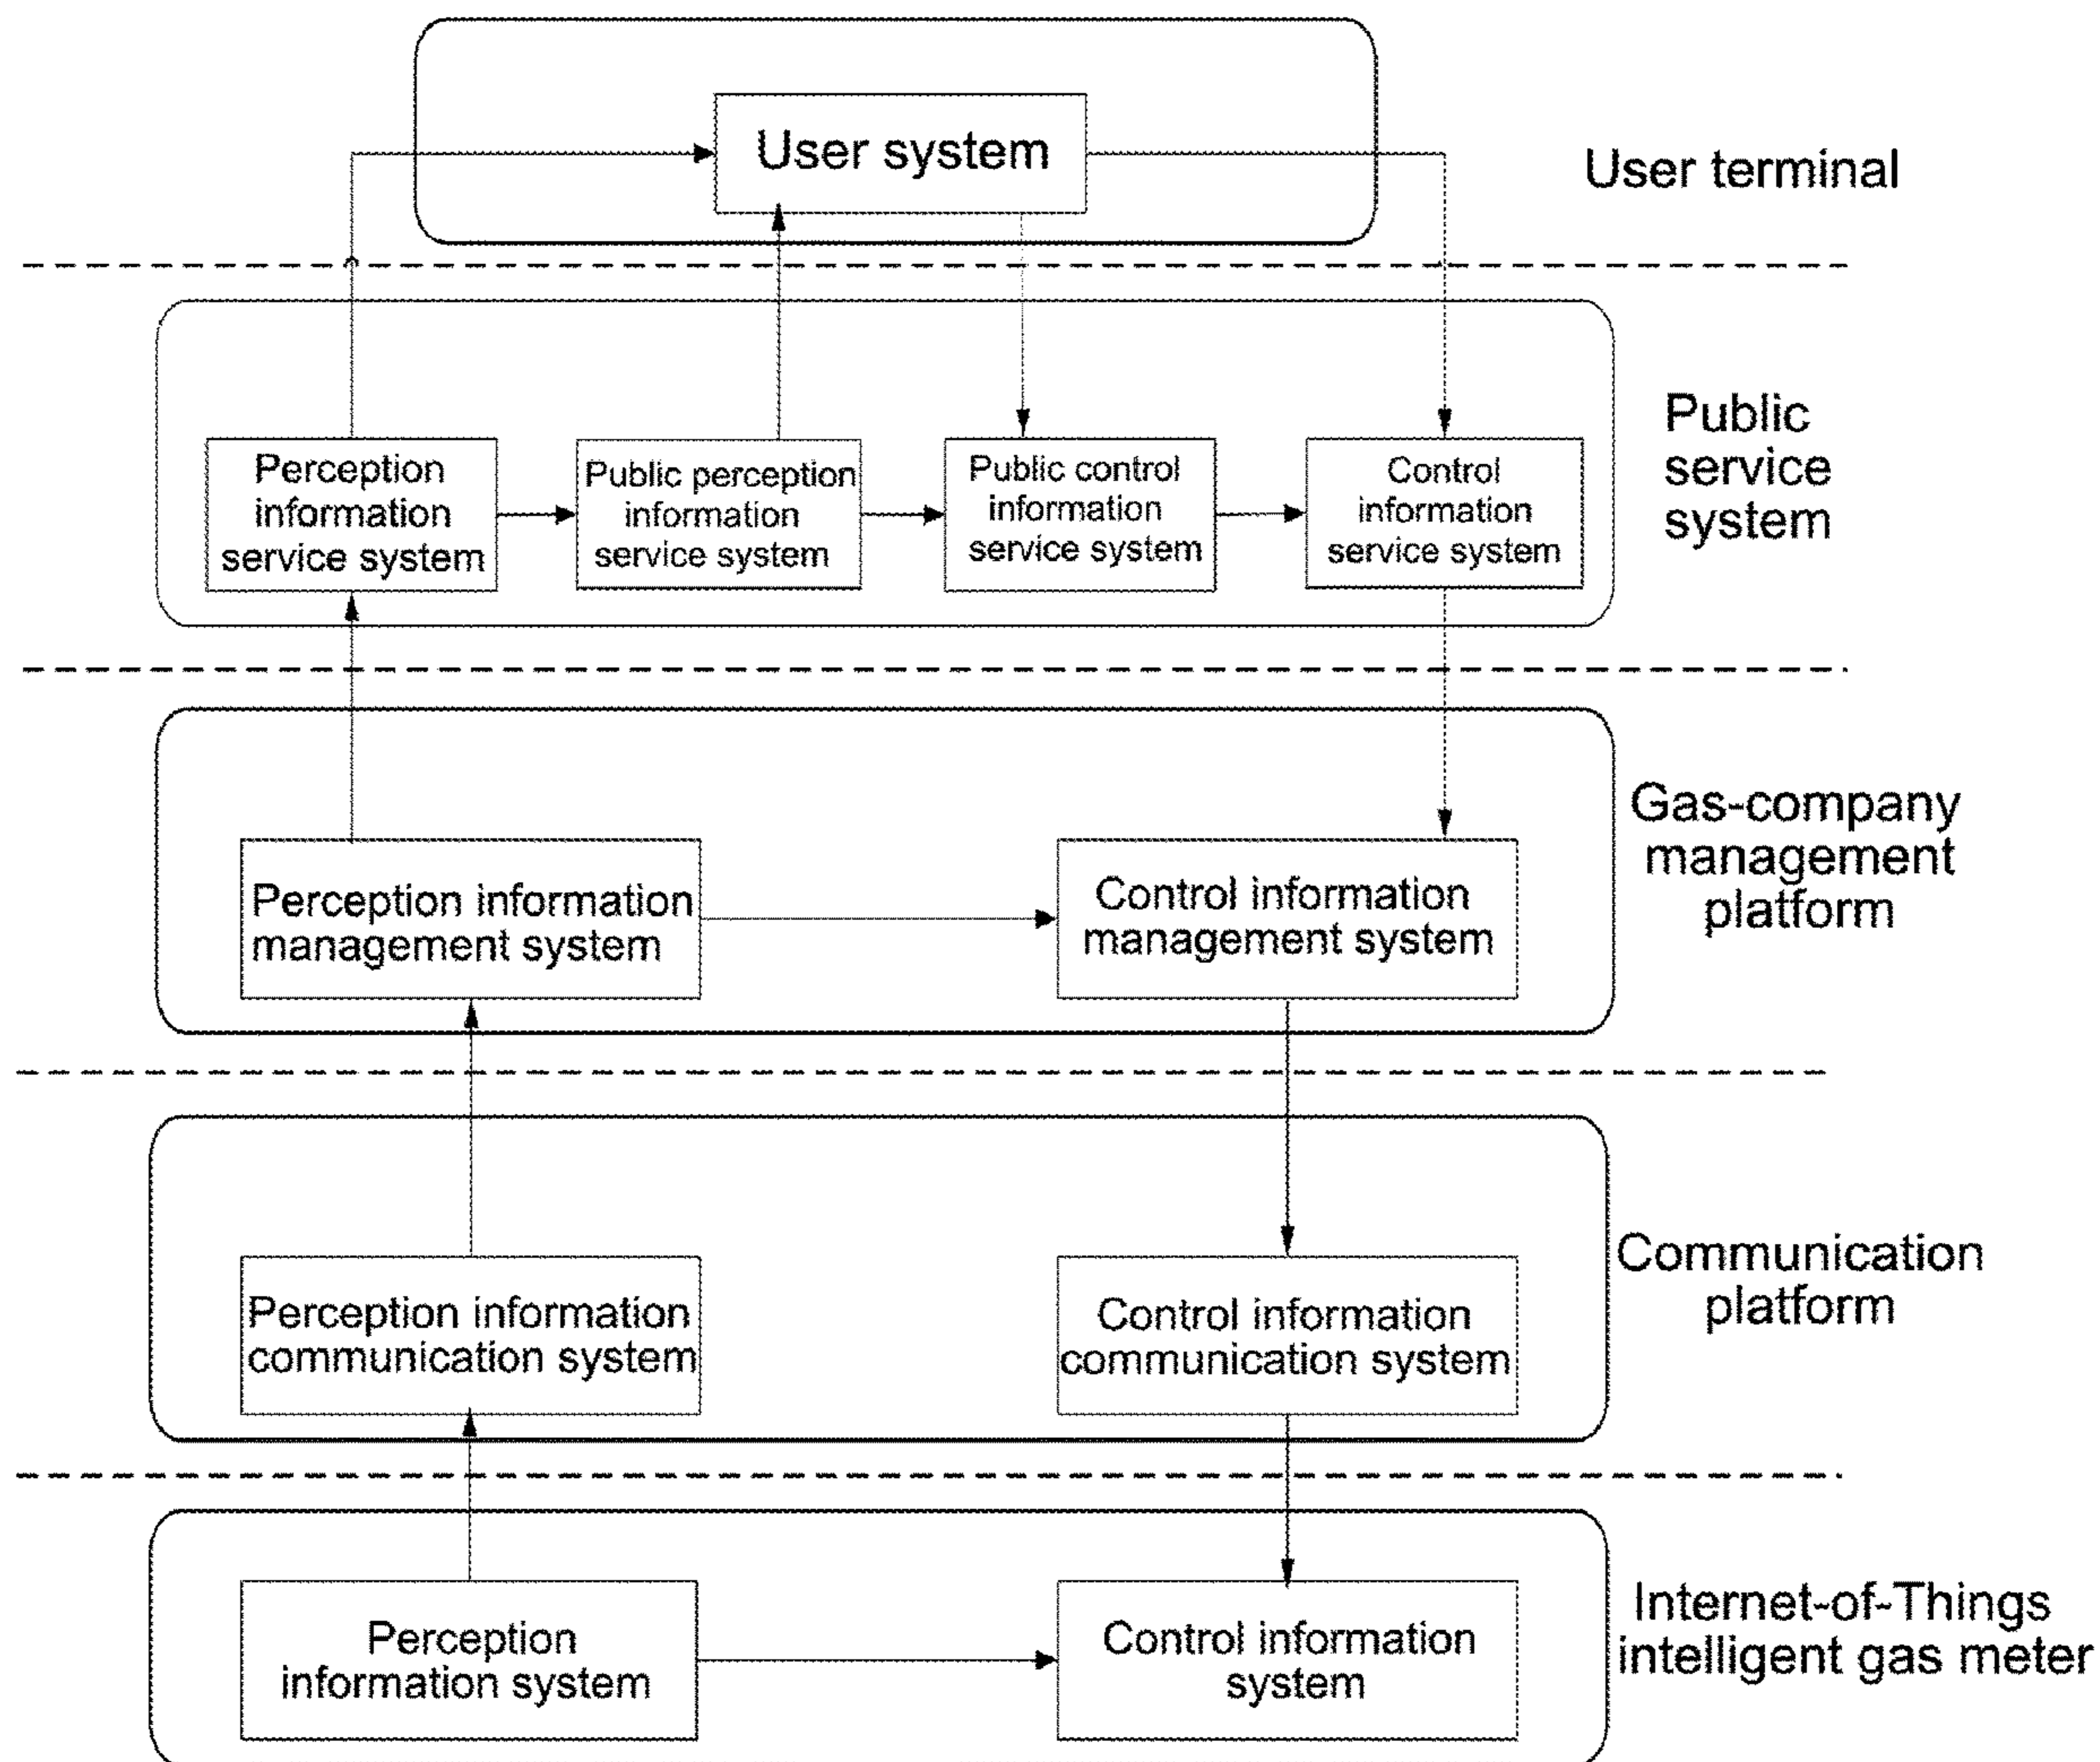 User system
User terminal
Perception
information
service system
Public perception
information
service system
Public control
information
service system
Control
information
service system
Public
service
system
Perception information
management system
Control information
management system
Gas-company
management
platform
Perception information
communication system
Control information
communication system
Communication
platform
Perception
information system
Control information
system
Internet-of-Things
intelligent gas meter